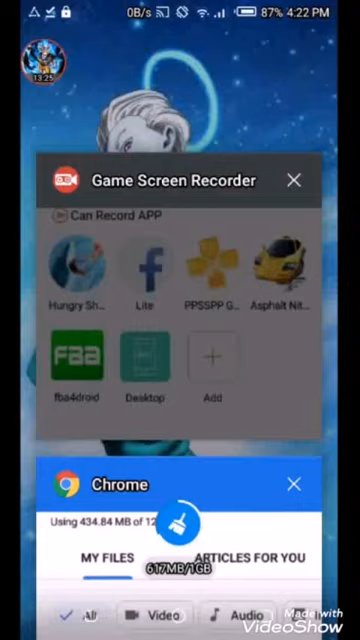 0B/s 87% 4:22 PM
13:25
Game Screen Recorder
Can Record APP
Hungry Sh... Lite PPSSPP G... Asphalt Nit...
fba
fba4droid Desktop Add
Chrome
Using 434.84 MB of 12
MY FILES ARTICLES FOR YOU
617MB/1GB
All Video Audio
Made with
VideoShow